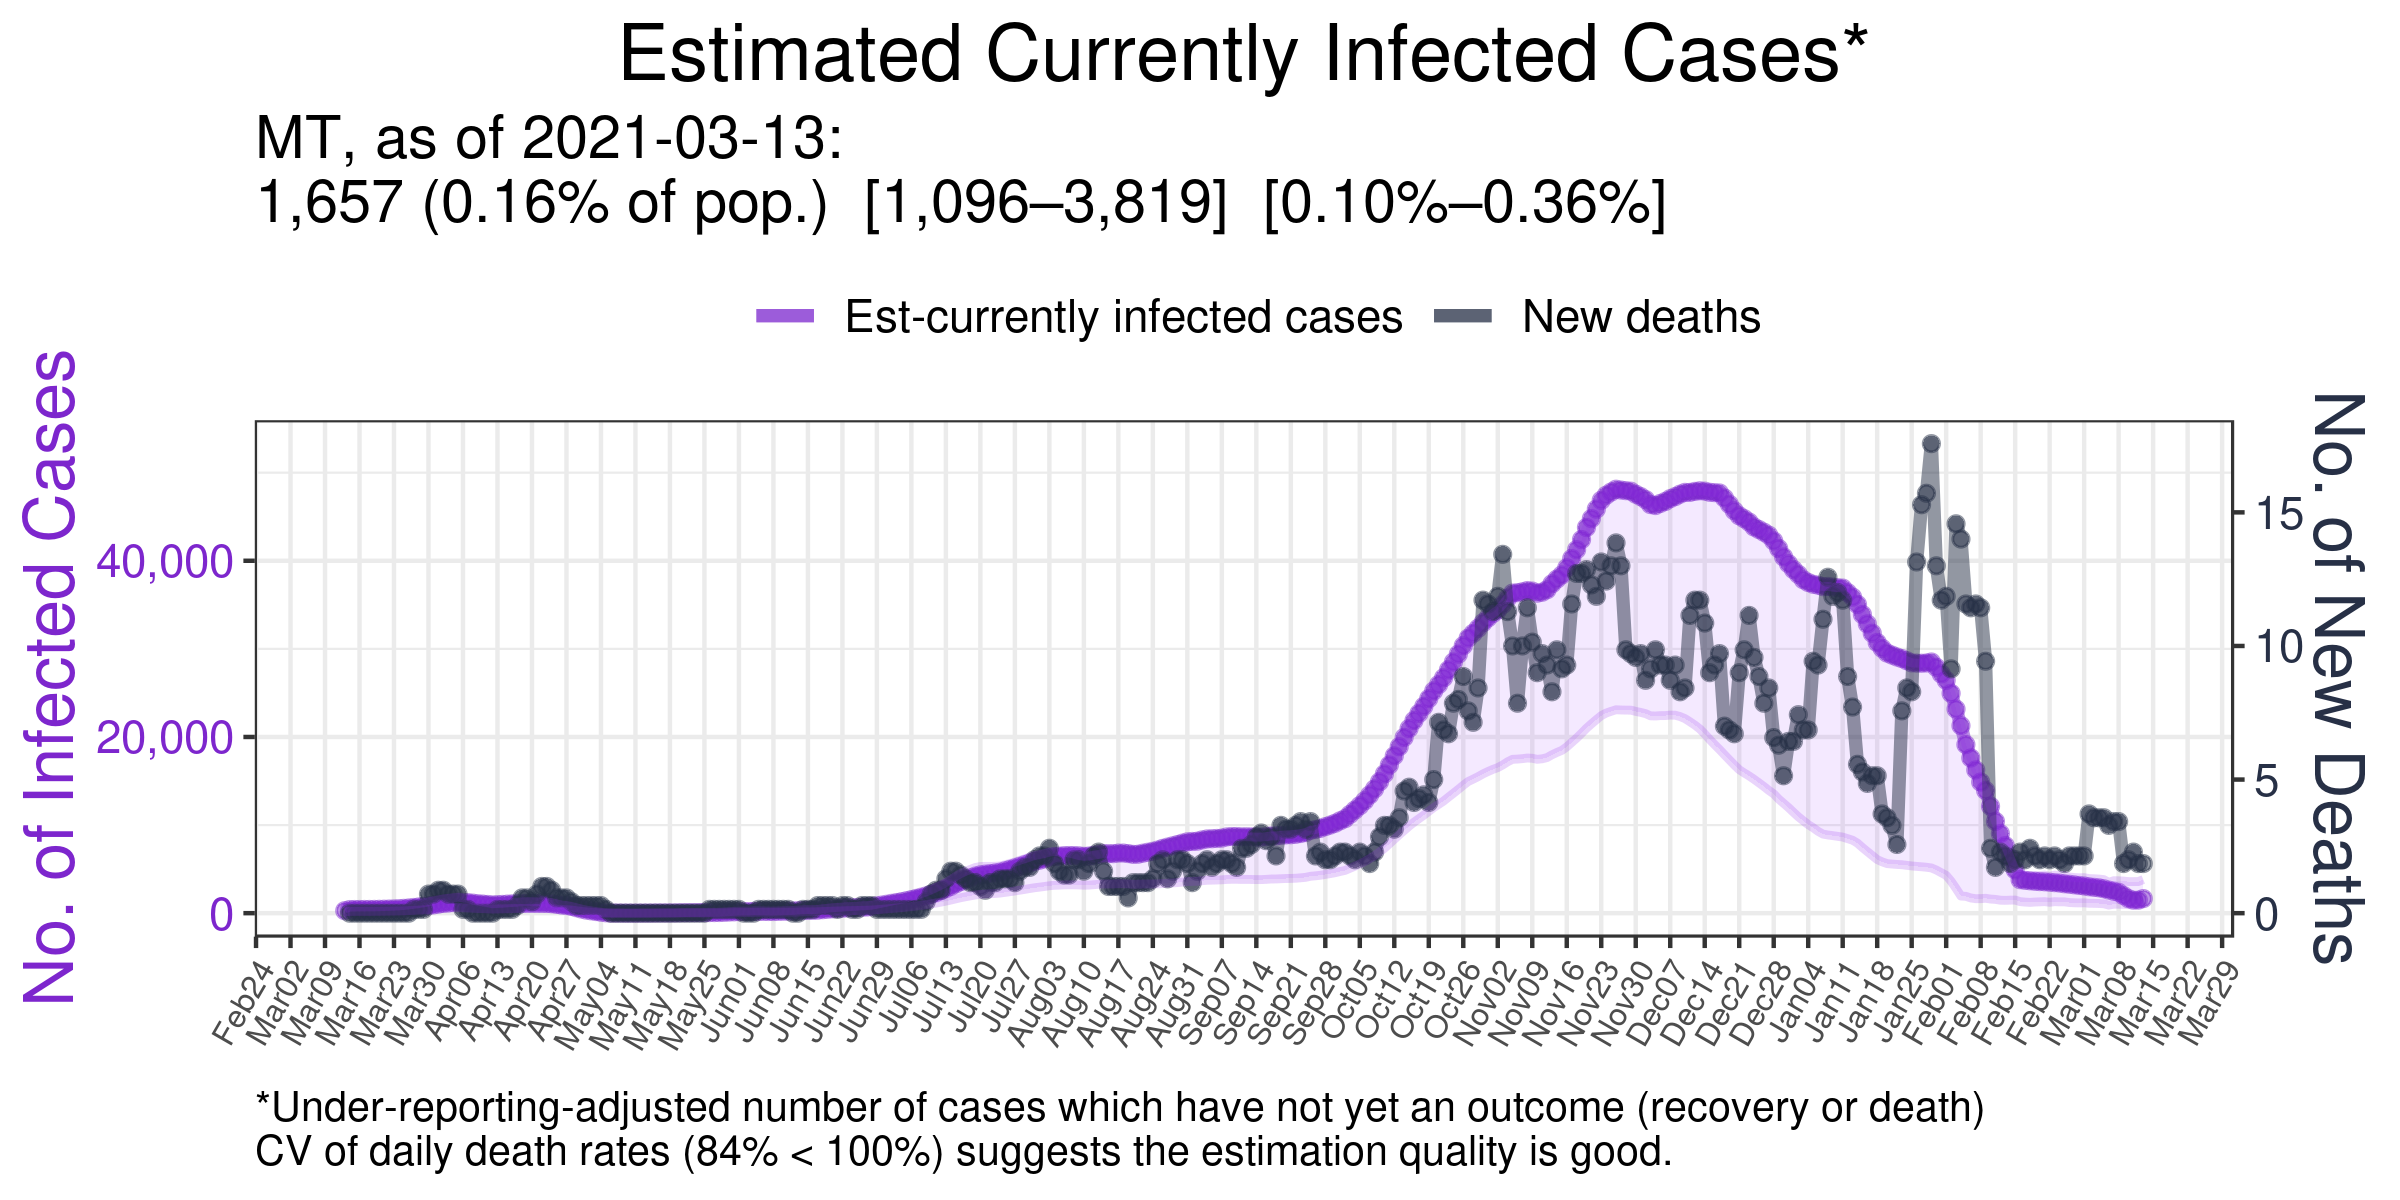 Estimated Currently Infected Cases*
MT, as of 2021-03-13:
1,657 (0.16% of pop.)  [1,096–3,819]  [0.10%–0.36%]
Est-currently infected cases
New deaths
No. of Infected Cases
40,000
20,000
0
15
10
5
0
No. of New Deaths
Feb24
Mar02
Mar09
Mar16
Mar23
Mar30
Apr06
Apr13
Apr20
Apr27
May04
May11
May18
May25
Jun01
Jun08
Jun15
Jun22
Jun29
Jul06
Jul13
Jul20
Jul27
Aug03
Aug10
Aug17
Aug24
Aug31
Sep07
Sep14
Sep21
Sep28
Oct05
Oct12
Oct19
Oct26
Nov02
Nov09
Nov16
Nov23
Nov30
Dec07
Dec14
Dec21
Dec28
Jan04
Jan11
Jan18
Jan25
Feb01
Feb08
Feb15
Feb22
Mar01
Mar08
Mar15
Mar22
Mar29
*Under-reporting-adjusted number of cases which have not yet an outcome (recovery or death)
CV of daily death rates (84% < 100%) suggests the estimation quality is good.